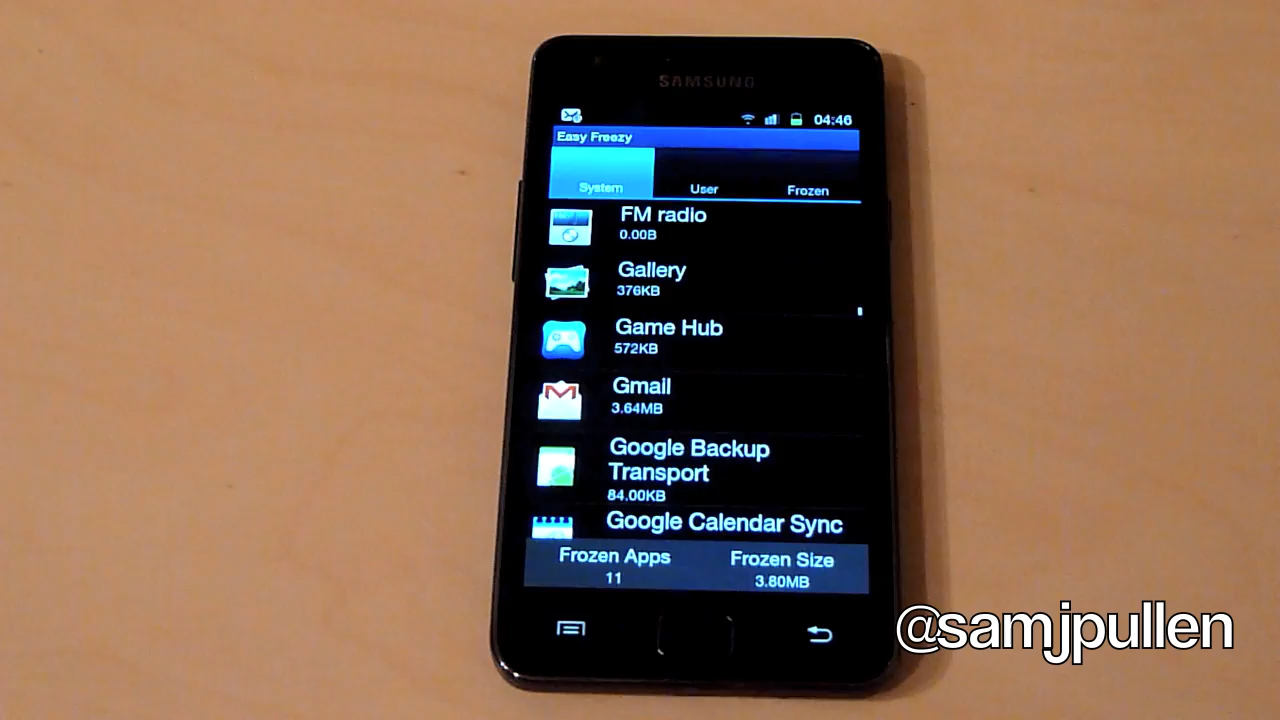 SAMSUNG
04:46
Easy Freezy
System
User
Frozen
FM radio
0.00B
Gallery
376KB
Game Hub
572KB
Gmail
3.64MB
Google Backup
Transport
84.00KB
Google Calendar Sync
Frozen Apps
Frozen Size
11
3.80MB
@samjpullen